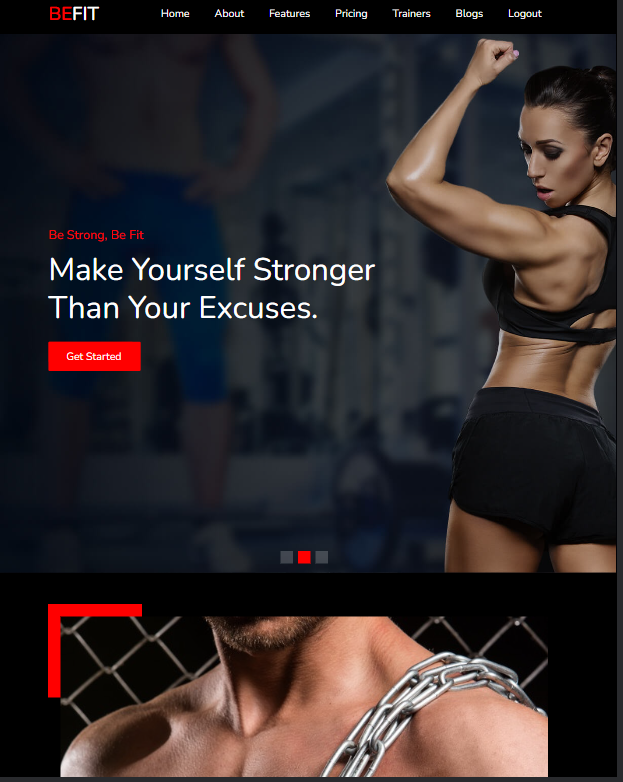 BEFIT Home About Features Pricing Trainers Blogs Logout
Be Strong, Be Fit
Make Yourself Stronger
Than Your Excuses.
Get Started